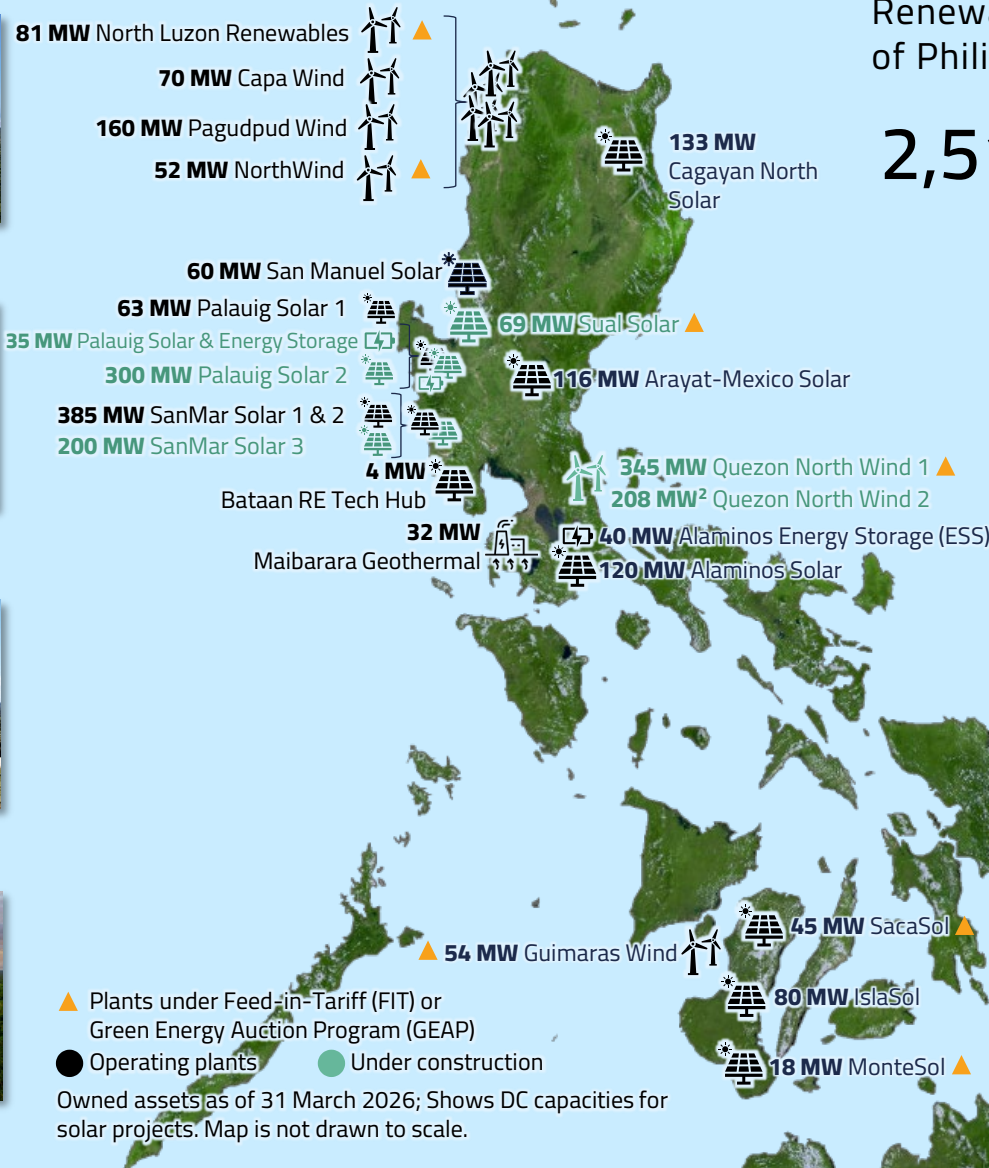 Renew
of Phili
2,5
81 MW North Luzon Renewables
70 MW Capa Wind
160 MW Pagudpud Wind
52 MW NorthWind
133 MW
Cagayan North
Solar
60 MW San Manuel Solar
63 MW Palauig Solar 1
69 MW Sual Solar
35 MW Palauig Solar & Energy Storage
300 MW Palauig Solar 2
116 MW Arayat-Mexico Solar
385 MW SanMar Solar 1 & 2
200 MW SanMar Solar 3
4 MW
Bataan RE Tech Hub
345 MW Quezon North Wind 1
208 MW² Quezon North Wind 2
32 MW
Maibarara Geothermal
40 MW Alaminos Energy Storage (ESS)
120 MW Alaminos Solar
45 MW SacaSol
54 MW Guimaras Wind
80 MW IslaSol
18 MW MonteSol
Plants under Feed-in-Tariff (FIT) or
Green Energy Auction Program (GEAP)
Operating plants
Under construction
Owned assets as of 31 March 2026; Shows DC capacities for
solar projects. Map is not drawn to scale.